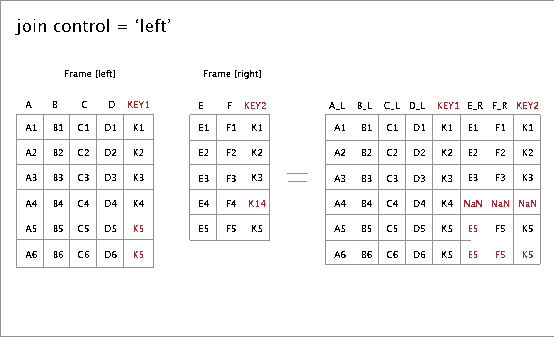 join control = ‘left’
Frame [left] Frame [right]
A B C D KEY1 E F KEY2 A_L B_L C_L D_L KEY1 E_R F_R KEY2
A1 B1 C1 D1 K1 E1 F1 K1 A1 B1 C1 D1 K1 E1 F1 K1
A2 B2 C2 D2 K2 E2 F2 K2 A2 B2 C2 D2 K2 E2 F2 K2
A3 B3 C3 D3 K3 E3 F3 K3 A3 B3 C3 D3 K3 E3 F3 K3
A4 B4 C4 D4 K4 E4 F4 K14 A4 B4 C4 D4 K4 NaN NaN NaN
A5 B5 C5 D5 K5 E5 F5 K5 A5 B5 C5 D5 K5 E5 F5 K5
A6 B6 C6 D6 K5 A6 B6 C6 D6 K5 E5 F5 K5